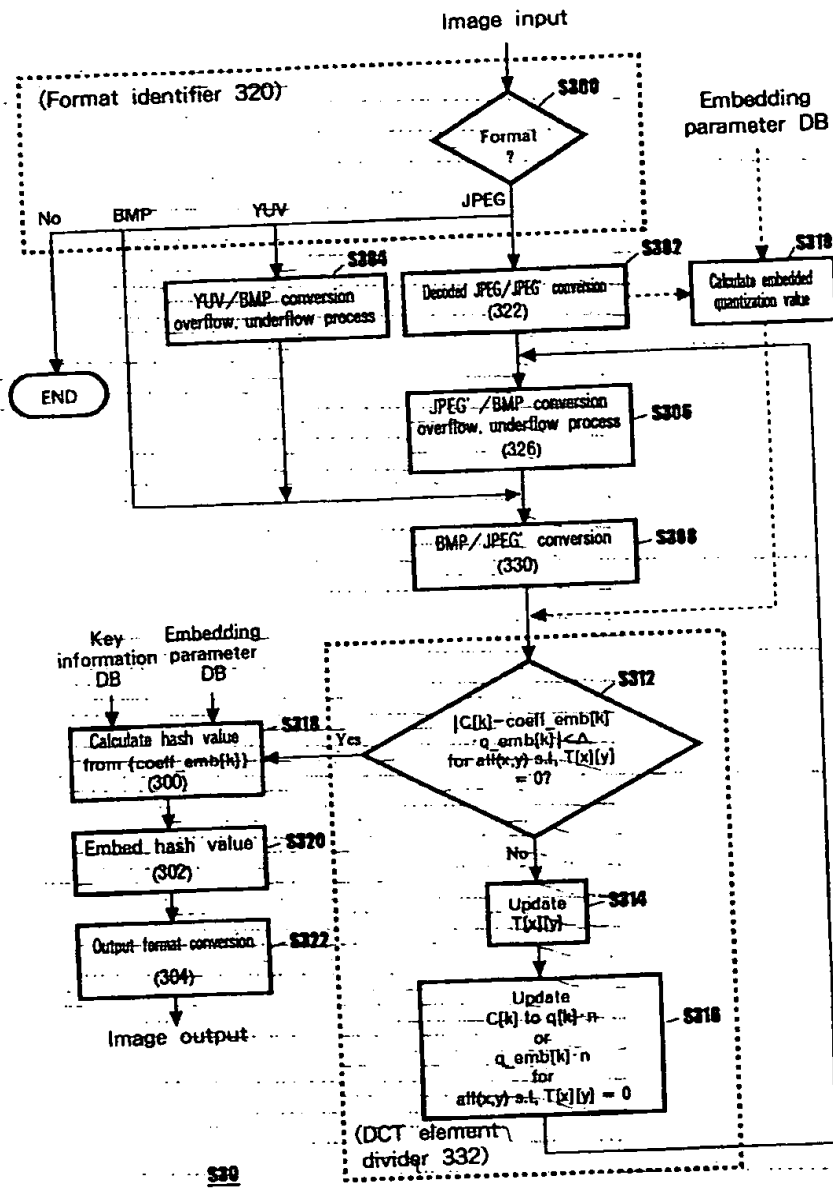 Image input
(Format identifier 320)
S300
Format
?
Embedding
parameter DB
No
BMP
YUV
JPEG
S304
S302
YUV/BMP conversion
overflow, underflow process
Decoded JPEG/JPEG' conversion
(322)
Calculate embedded
quantization value
END
JPEG' /BMP conversion
overflow, underflow process
(326)
BMP/JPEG' conversion
(330)
Key
information
DB
Embedding
parameter
DB
S312
|C[k]-coeff_emb[k]
q_emb[k]|<Δ
for all(x,y) s.t, T[x][y]
= 0?
Yes
Calculate hash value
from {coeff_emb[k]}
(300)
Embed hash value
(302)
S320
No
Update
T[x][y]
S314
Output format conversion
(304)
S322
Image output
Update
C[k] to q[k]·n
or
q_emb[k]·n
for
all(x,y) s.t, T[x][y] = 0
S316
(DCT element
divider 332)
S30